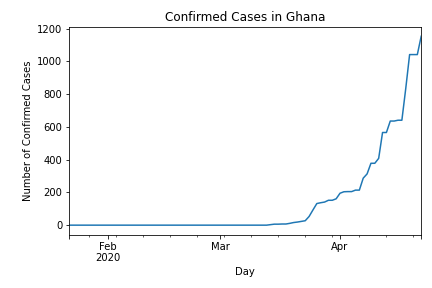 Confirmed Cases in Ghana
Number of Confirmed Cases
1200
1000
800
600
400
200
0
Feb
2020
Mar
Apr
Day